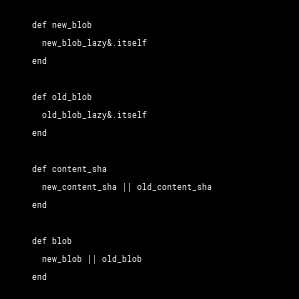 def new_blob
new_blob_lazy&.itself
end
def old_blob
old_blob_lazy&.itself
end
def content_sha
new_content_sha || old_content_sha
end
def blob
new_blob || old_blob
end